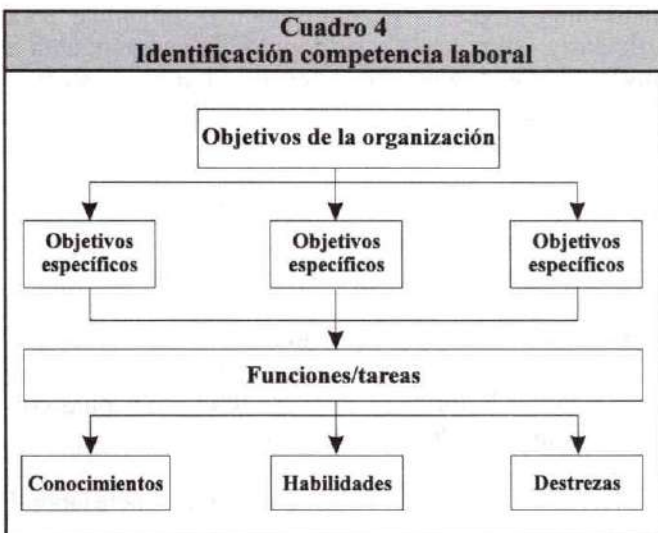 Cuadro 4
Identificación competencia laboral
Objetivos de la organización
Objetivos
específicos
Objetivos
específicos
Objetivos
específicos
Funciones/tareas
Conocimientos
Habilidades
Destrezas